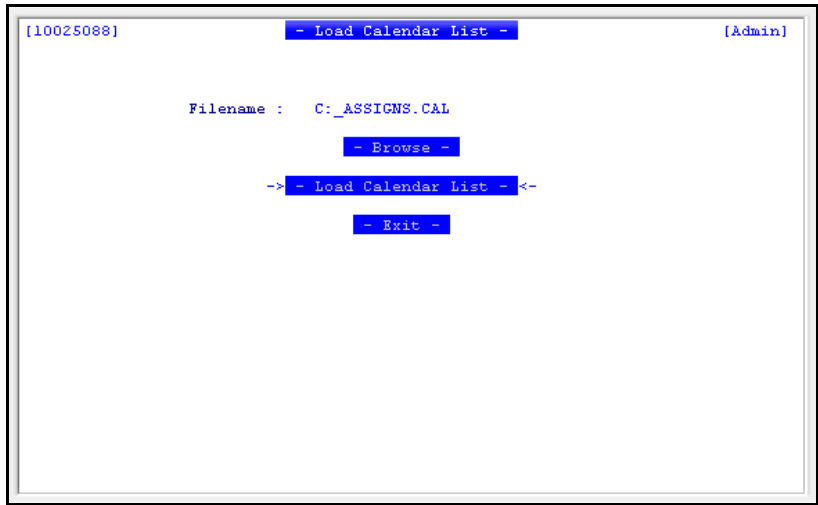 [10025088] - Load Calendar List - [Admin]
Filename : C:_ASSIGNS.CAL
- Browse -
-> - Load Calendar List - <-
- Exit -